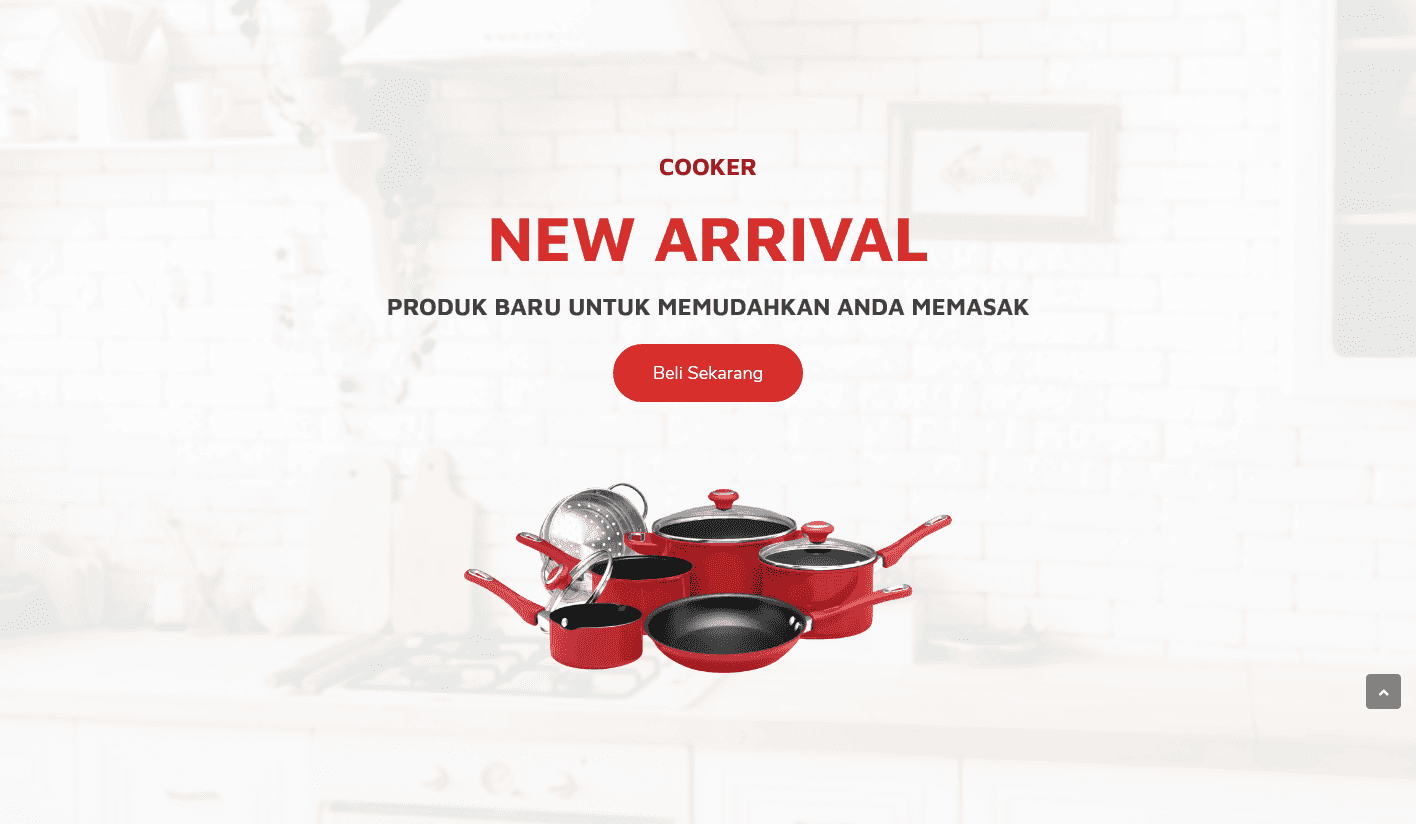 COOKER
NEW ARRIVAL
PRODUK BARU UNTUK MEMUDAHKAN ANDA MEMASAK
Beli Sekarang